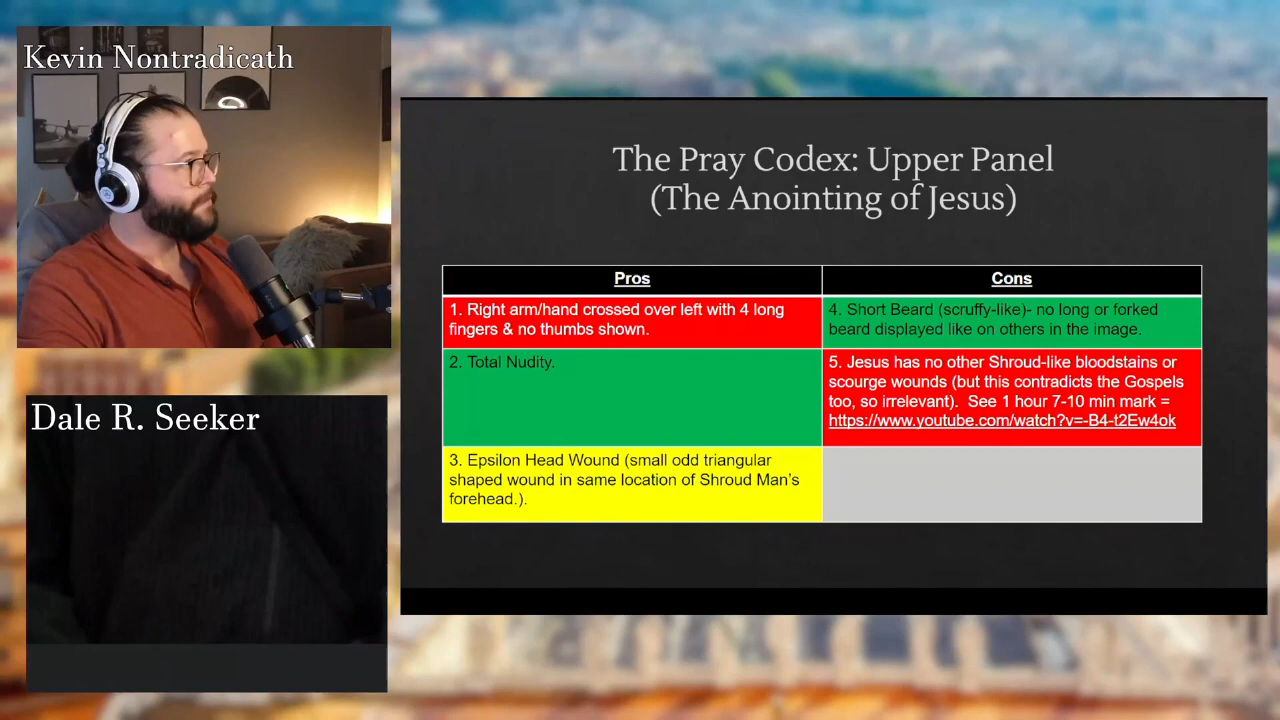 Kevin Nontradicath
Dale R. Seeker
The Pray Codex: Upper Panel
(The Anointing of Jesus)
Pros
Cons
1. Right arm/hand crossed over left with 4 long
fingers & no thumbs shown.
4. Short Beard (scruffy-like)- no long or forked
beard displayed like on others in the image.
2. Total Nudity.
5. Jesus has no other Shroud-like bloodstains or
scourge wounds (but this contradicts the Gospels
too, so irrelevant). See 1 hour 7-10 min mark =
https://www.youtube.com/watch?v=-B4-t2Ew4ok
3. Epsilon Head Wound (small odd triangular
shaped wound in same location of Shroud Man's
forehead.).